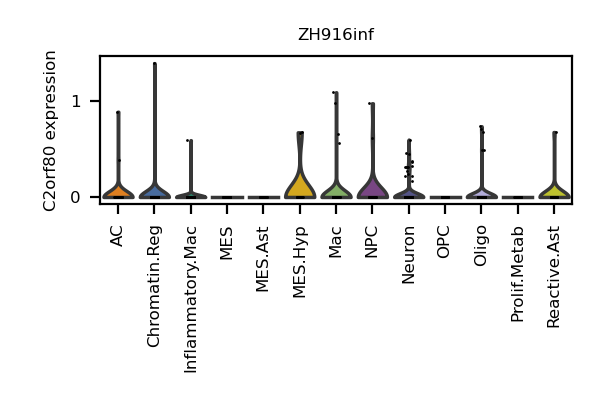 ZH916inf
C2orf80 expression
1
0
AC
Chromatin.Reg
Inflammatory.Mac
MES
MES.Ast
MES.Hyp
Mac
NPC
Neuron
OPC
Oligo
Prolif.Metab
Reactive.Ast